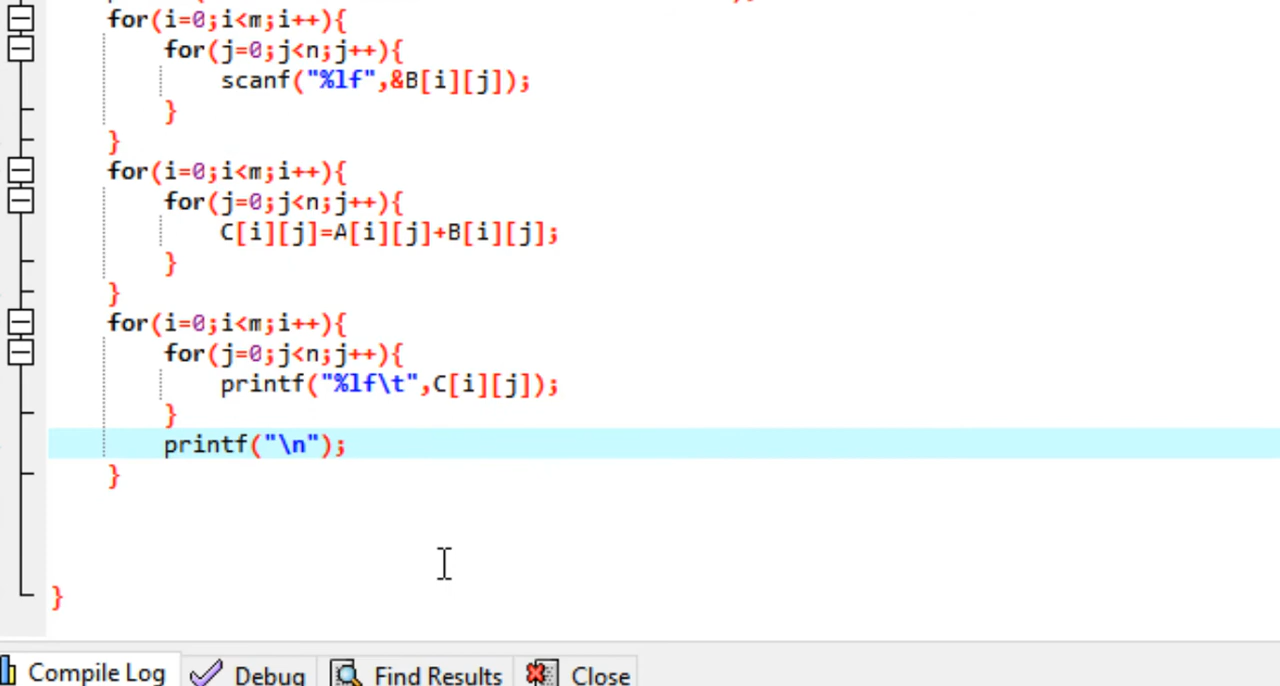 for(i=0;i<m;i++){
for(j=0;j<n;j++){
scanf("%lf",&B[i][j]);
}
}
for(i=0;i<m;i++){
for(j=0;j<n;j++){
C[i][j]=A[i][j]+B[i][j];
}
}
for(i=0;i<m;i++){
for(j=0;j<n;j++){
printf("%lf\t",C[i][j]);
}
printf("\n");
}
}
Compile Log Debug Find Results Close